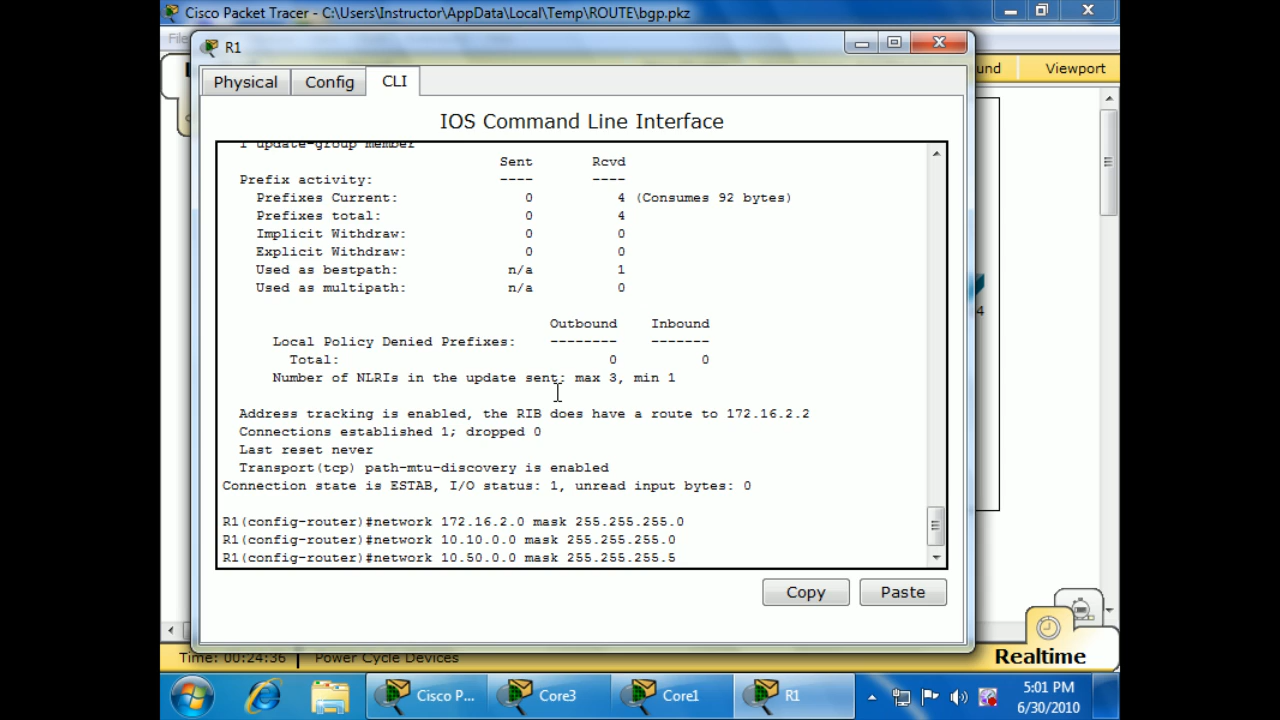 Cisco Packet Tracer - C:\Users\Instructor\AppData\Local\Temp\ROUTE\bgp.pkz
R1
Physical Config CLI
und Viewport
IOS Command Line Interface
1 update-group member
Sent Rcvd
Prefix activity: ---- ----
Prefixes Current: 0 4 (Consumes 92 bytes)
Prefixes total: 0 4
Implicit Withdraw: 0 0
Explicit Withdraw: 0 0
Used as bestpath: n/a 1
Used as multipath: n/a 0
Outbound Inbound
Local Policy Denied Prefixes: -------- -------
Total: 0 0
Number of NLRIs in the update sent: max 3, min 1
Address tracking is enabled, the RIB does have a route to 172.16.2.2
Connections established 1; dropped 0
Last reset never
Transport(tcp) path-mtu-discovery is enabled
Connection state is ESTAB, I/O status: 1, unread input bytes: 0
R1(config-router)#network 172.16.2.0 mask 255.255.255.0
R1(config-router)#network 10.10.0.0 mask 255.255.255.0
R1(config-router)#network 10.50.0.0 mask 255.255.255.5
Copy Paste
4
Time: 00:24:36 Power Cycle Devices
Realtime
Cisco P... Core3 Core1 R1
5:01 PM
6/30/2010